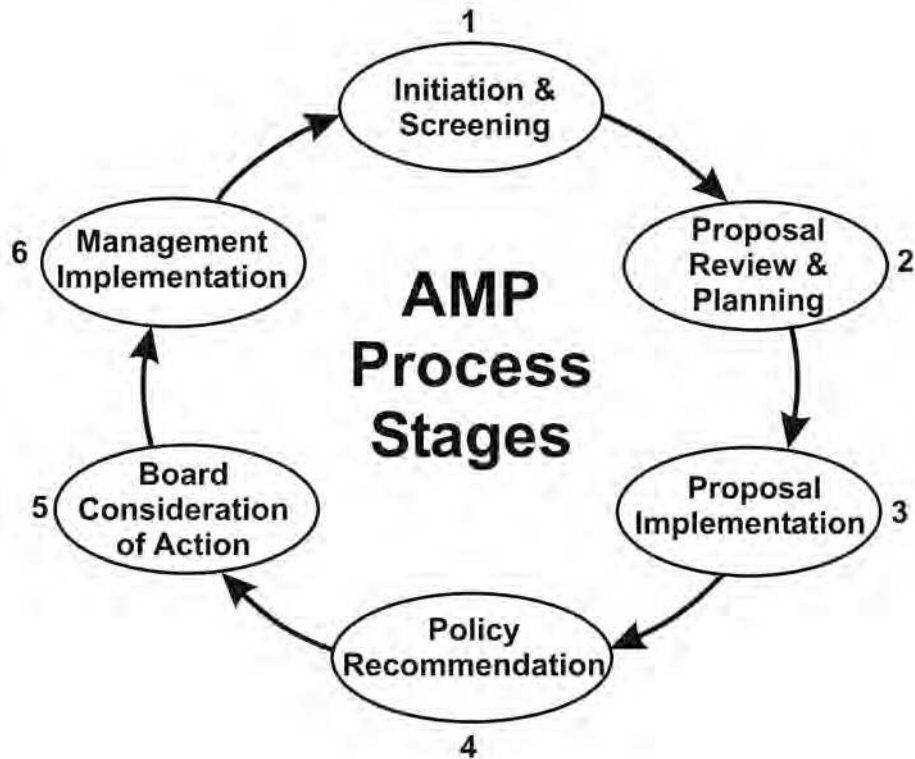 1
Initiation &
Screening
6
Management
Implementation
Proposal
Review &
Planning
2
AMP
Process
Stages
5
Board
Consideration
of Action
Proposal
Implementation
3
Policy
Recommendation
4